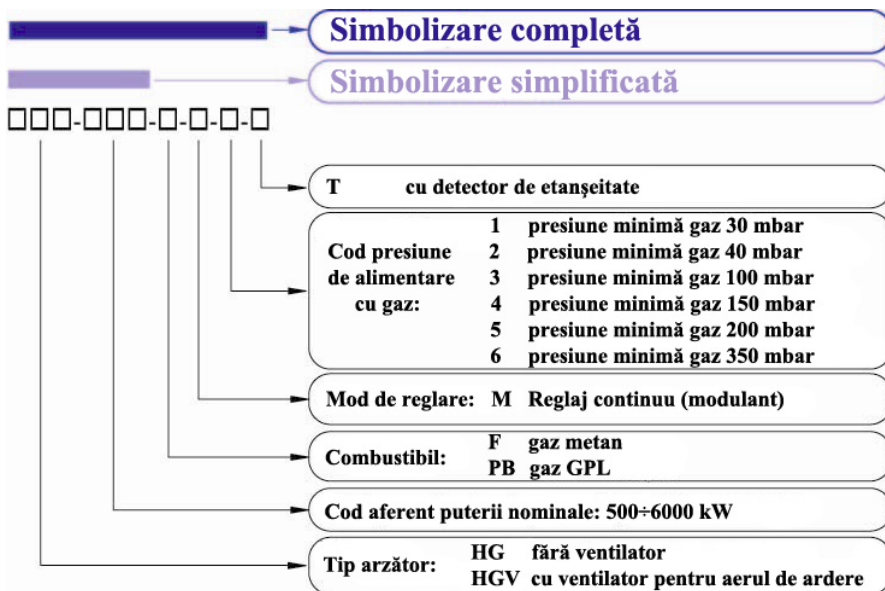 Simbolizare completă
Simbolizare simplificată
□□□-□□□-□-□-□-□
T cu detector de etanşeitate
1 presiune minimă gaz 30 mbar
Cod presiune 2 presiune minimă gaz 40 mbar
de alimentare 3 presiune minimă gaz 100 mbar
cu gaz: 4 presiune minimă gaz 150 mbar
5 presiune minimă gaz 200 mbar
6 presiune minimă gaz 350 mbar
Mod de reglare: M Reglaj continuu (modulant)
F gaz metan
Combustibil:
PB gaz GPL
Cod aferent puterii nominale: 500÷6000 kW
HG fără ventilator
Tip arzător:
HGV cu ventilator pentru aerul de ardere